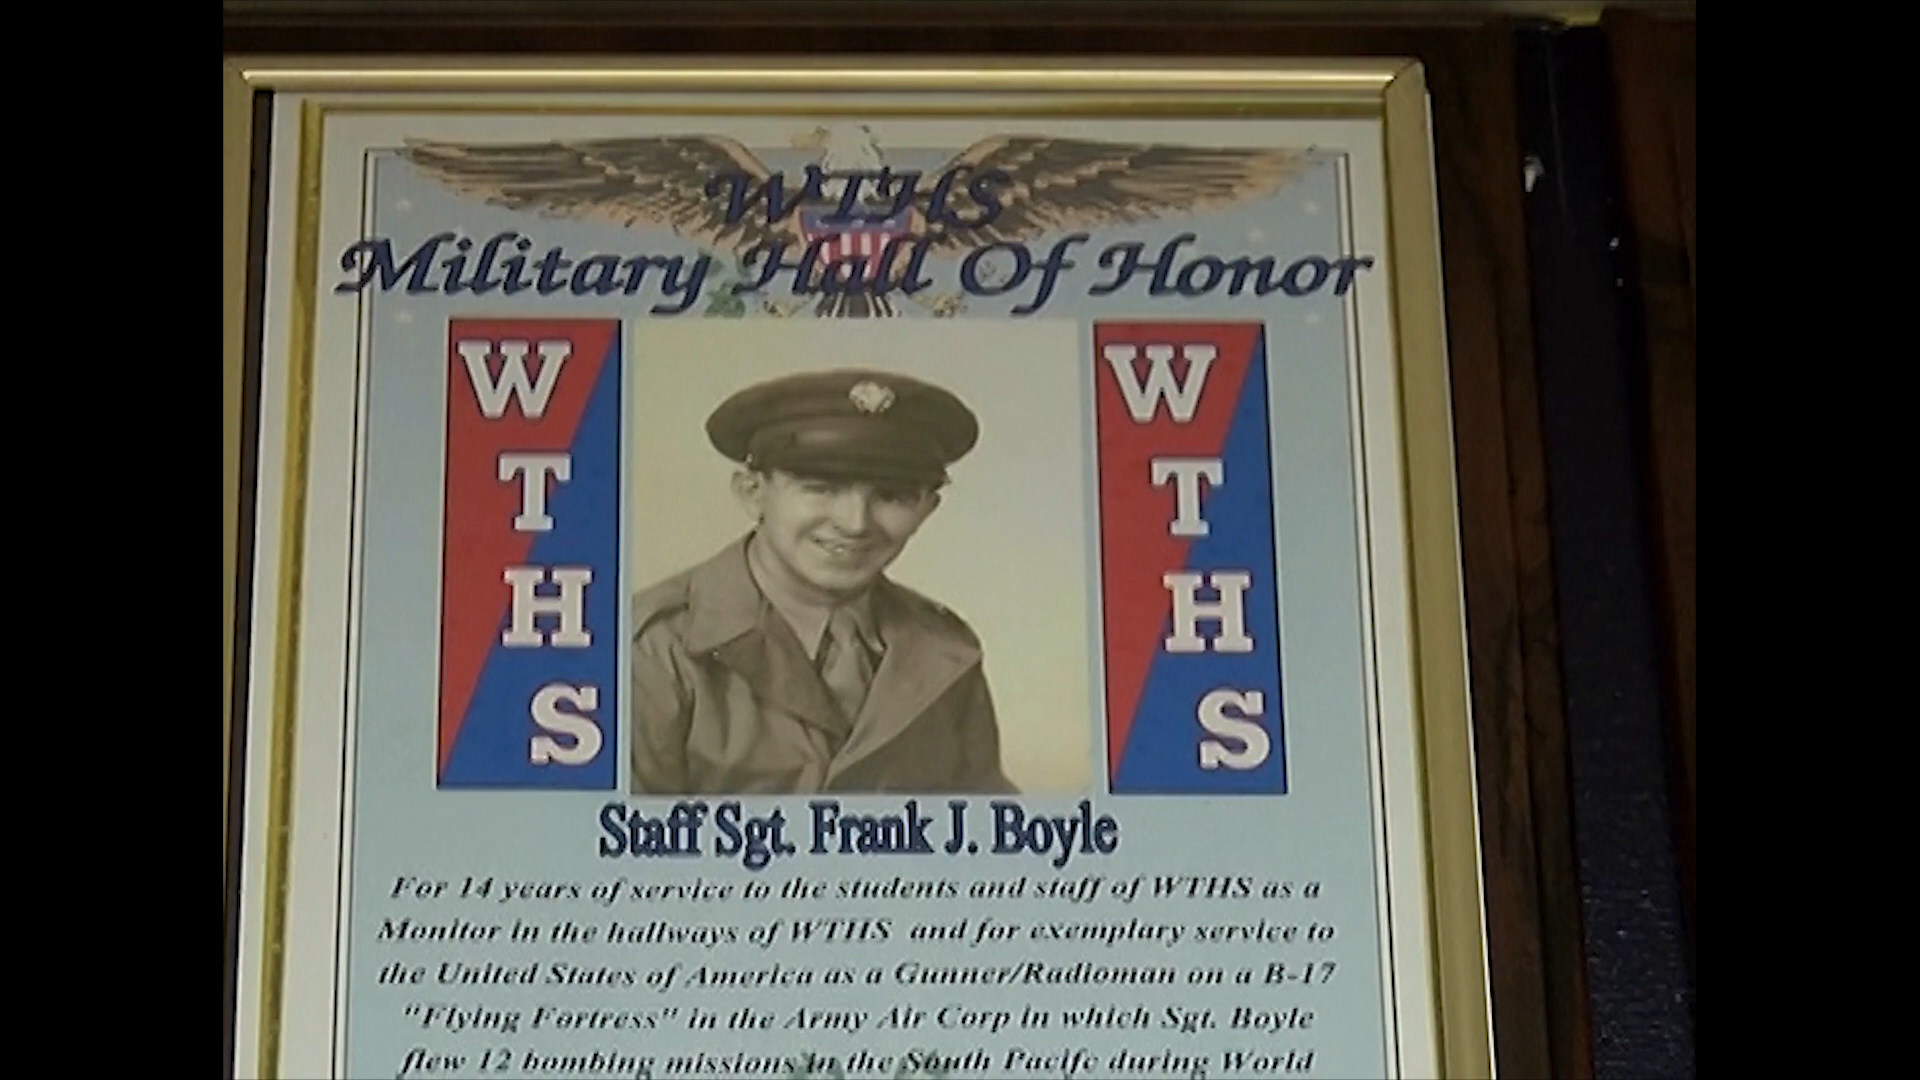 WTHS
Military Hall Of Honor
W
T
H
S
W
T
H
S
Staff Sgt. Frank J. Boyle
For 14 years of service to the students and staff of WTHS as a
Monitor in the hallways of WTHS and for exemplary service to
the United States of America as a Gunner/Radioman on a B-17
"Flying Fortress" in the Army Air Corp in which Sgt. Boyle
flew 12 bombing missions in the South Pacifc during World